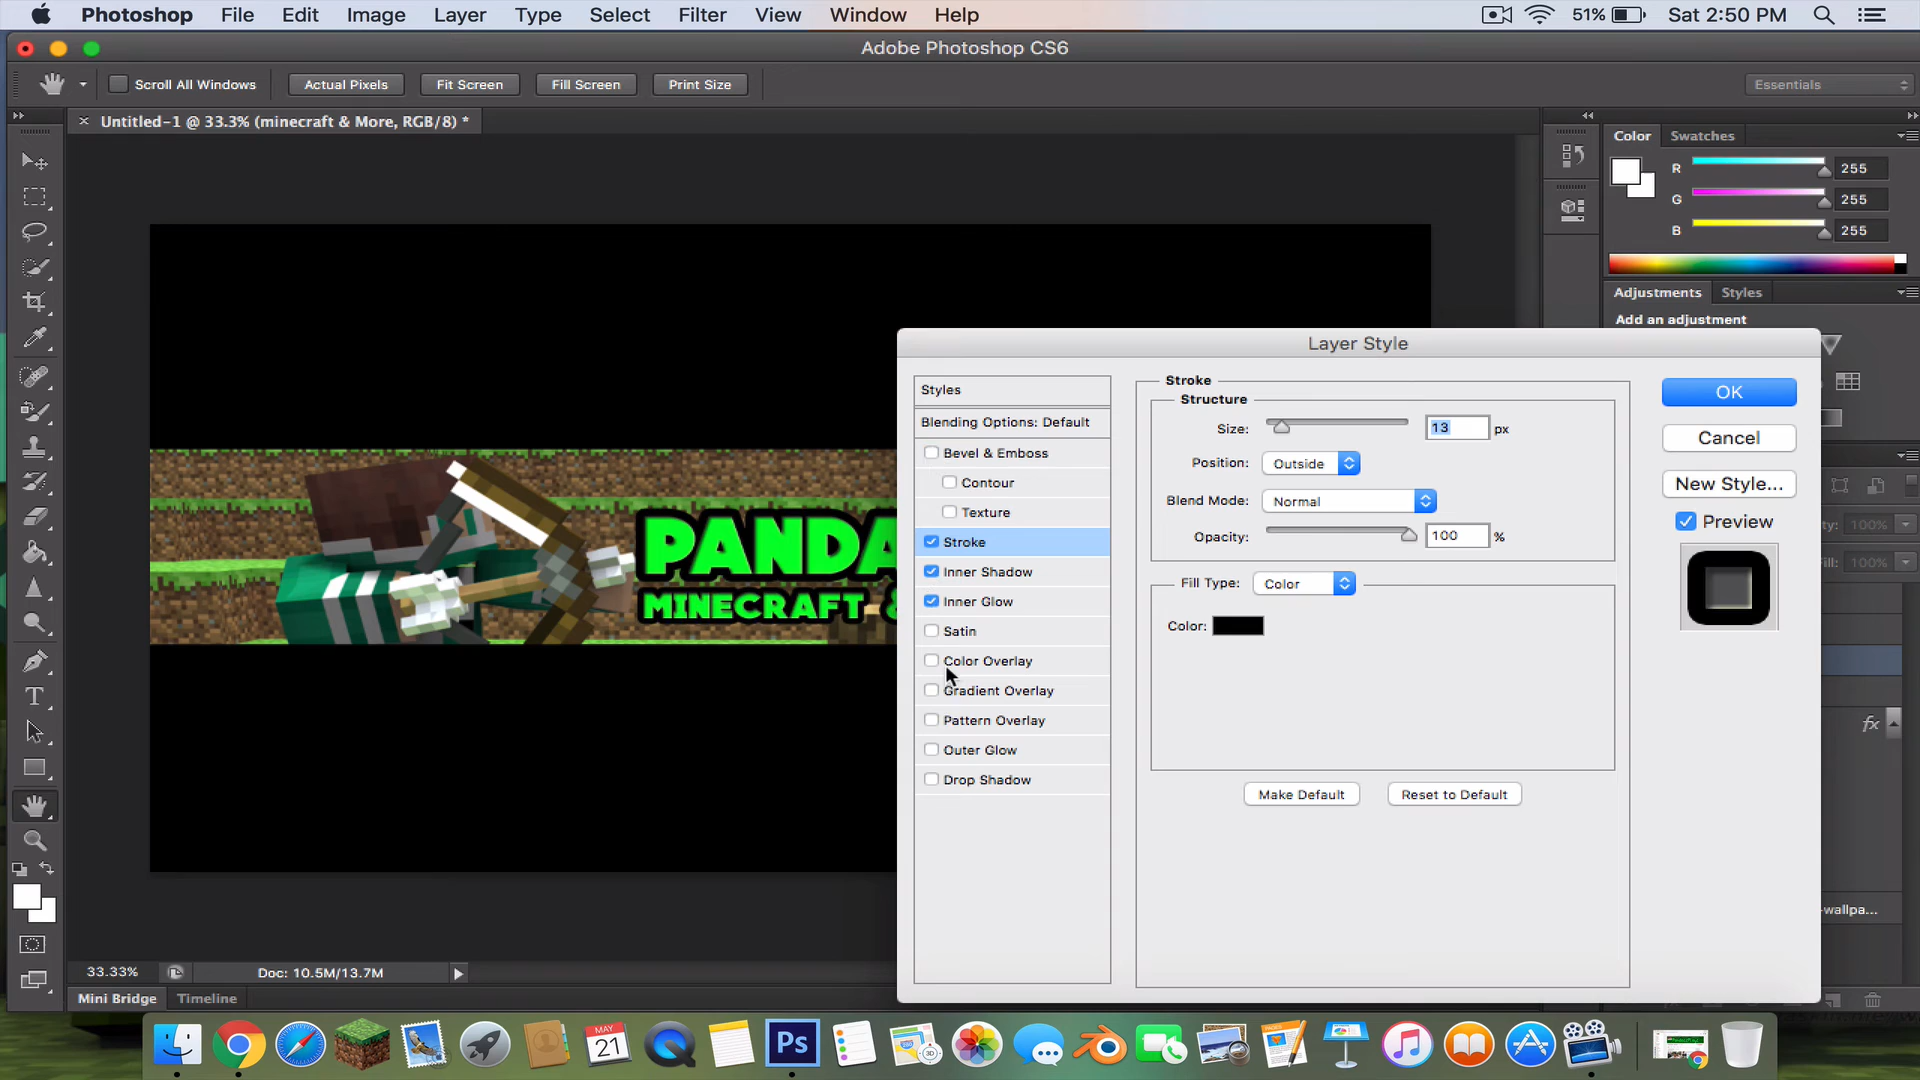 Photoshop File Edit Image Layer Type Select Filter View Window Help 51% Sat 2:50 PM
Adobe Photoshop CS6
Scroll All Windows Actual Pixels Fit Screen Fill Screen Print Size Essentials
× Untitled-1 @ 33.3% (minecraft & More, RGB/8) *
Color Swatches
R 255
G 255
B 255
Adjustments Styles
Add an adjustment
Layer Style
Styles
Blending Options: Default
Bevel & Emboss
Contour
Texture
Stroke
Inner Shadow
Inner Glow
Satin
Color Overlay
Gradient Overlay
Pattern Overlay
Outer Glow
Drop Shadow
Stroke
Structure
Size: 13 px
Position: Outside
Blend Mode: Normal
Opacity: 100 %
Fill Type: Color
Color:
Make Default Reset to Default
OK
Cancel
New Style...
Preview
100%
100%
fx
-wallpa...
PANDA
MINECRAFT &
T
33.33% Doc: 10.5M/13.7M
Mini Bridge Timeline
MAY
21
Ps
3D